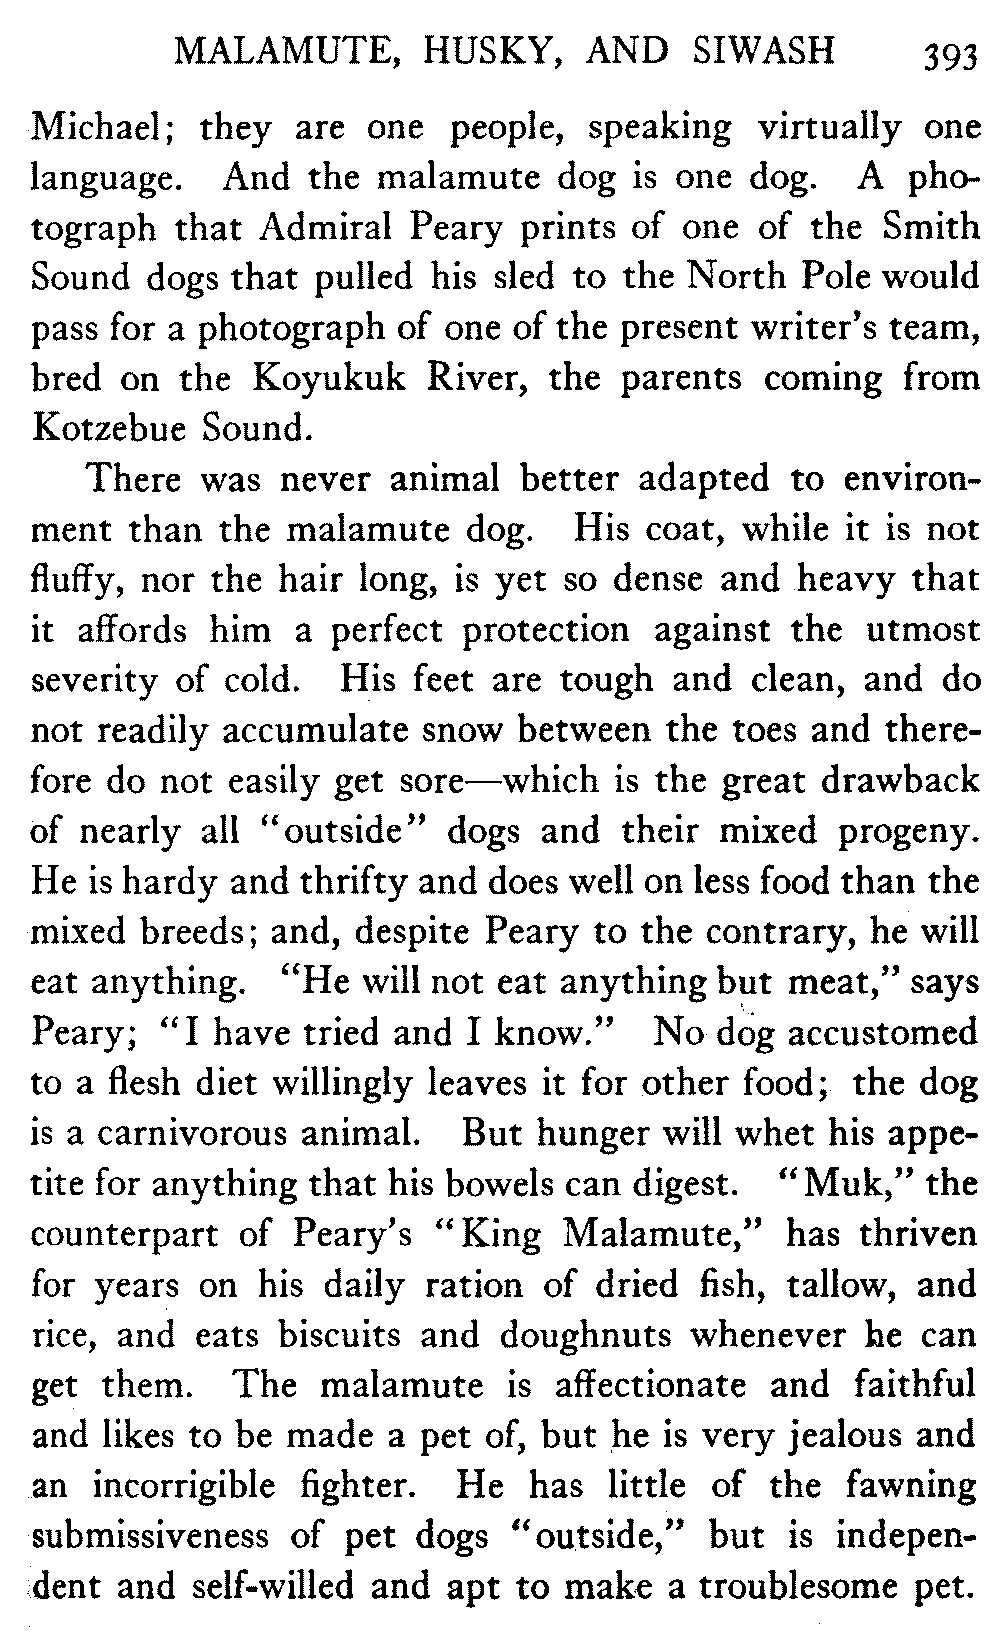 MALAMUTE, HUSKY, AND SIWASH 393
Michael; they are one people, speaking virtually one
language. And the malamute dog is one dog. A pho-
tograph that Admiral Peary prints of one of the Smith
Sound dogs that pulled his sled to the North Pole would
pass for a photograph of one of the present writer's team,
bred on the Koyukuk River, the parents coming from
Kotzebue Sound.
There was never animal better adapted to environ-
ment than the malamute dog. His coat, while it is not
fluffy, nor the hair long, is yet so dense and heavy that
it affords him a perfect protection against the utmost
severity of cold. His feet are tough and clean, and do
not readily accumulate snow between the toes and there-
fore do not easily get sore—which is the great drawback
of nearly all "outside" dogs and their mixed progeny.
He is hardy and thrifty and does well on less food than the
mixed breeds; and, despite Peary to the contrary, he will
eat anything. "He will not eat anything but meat," says
Peary; "I have tried and I know." No dog accustomed
to a flesh diet willingly leaves it for other food; the dog
is a carnivorous animal. But hunger will whet his appe-
tite for anything that his bowels can digest. "Muk," the
counterpart of Peary's "King Malamute," has thriven
for years on his daily ration of dried fish, tallow, and
rice, and eats biscuits and doughnuts whenever he can
get them. The malamute is affectionate and faithful
and likes to be made a pet of, but he is very jealous and
an incorrigible fighter. He has little of the fawning
submissiveness of pet dogs "outside," but is indepen-
dent and self-willed and apt to make a troublesome pet.